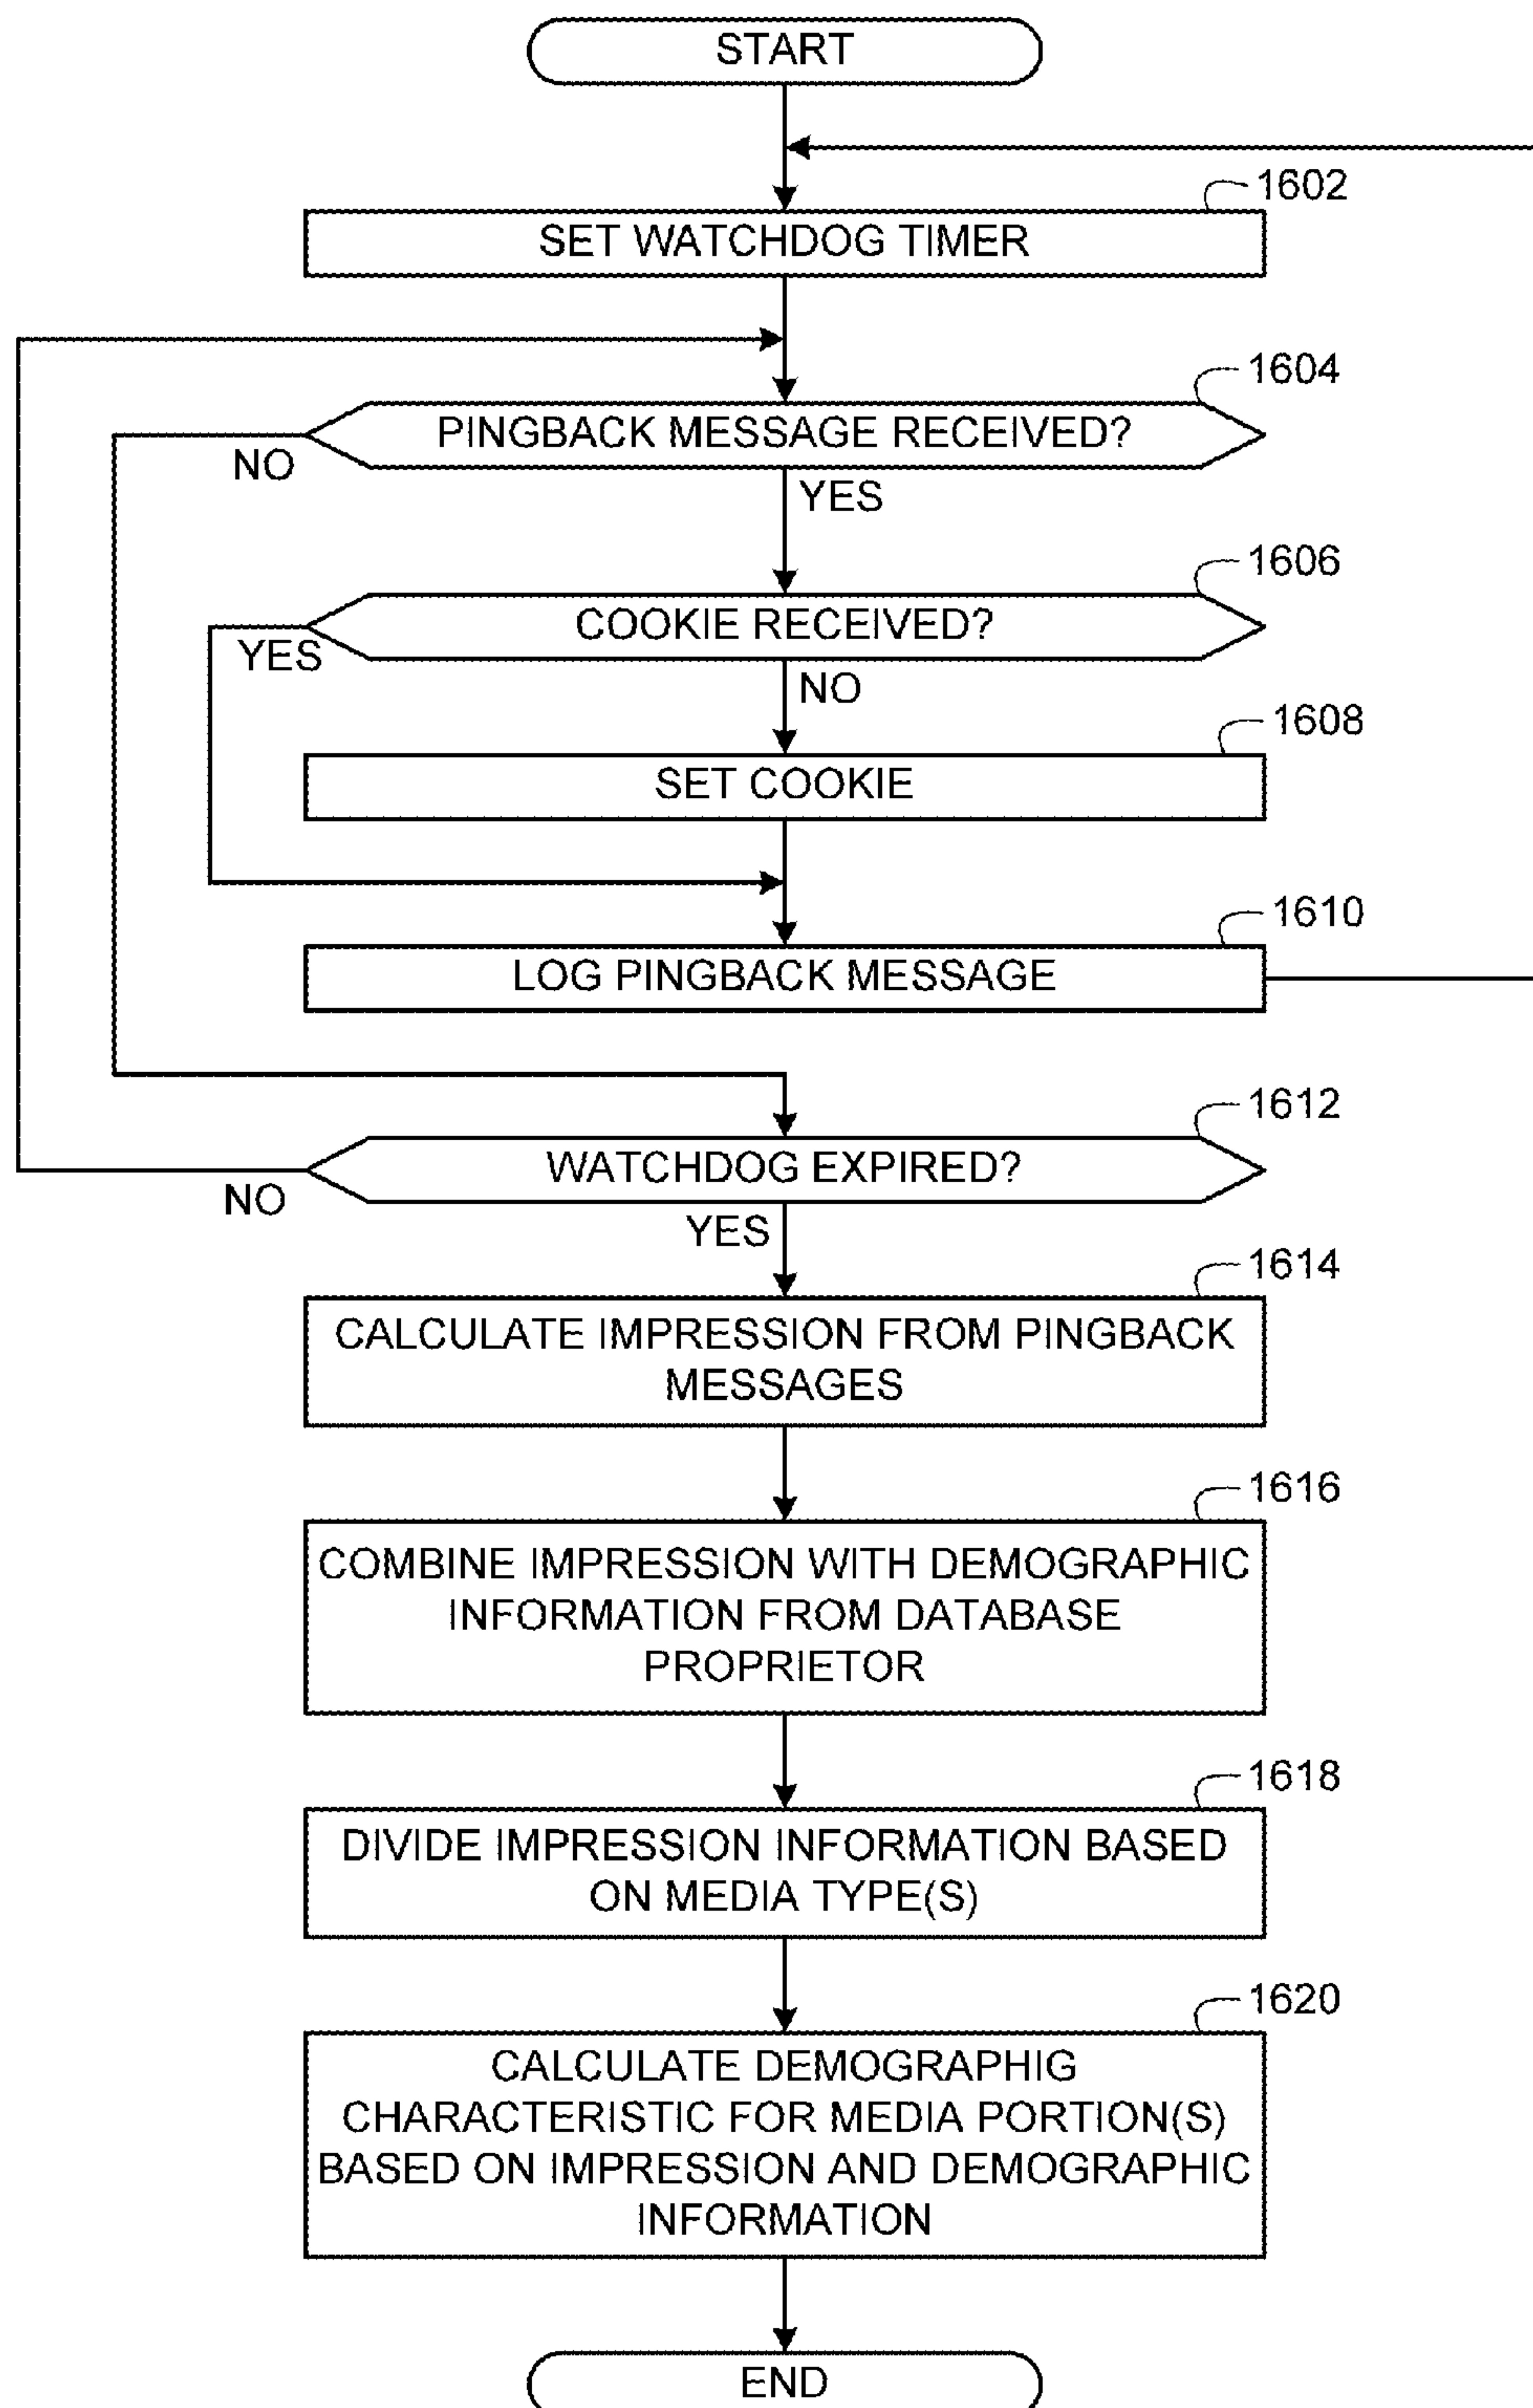 START
1602
SET WATCHDOG TIMER
1604
PINGBACK MESSAGE RECEIVED?
NO
YES
1606
COOKIE RECEIVED?
YES
NO
1608
SET COOKIE
1610
LOG PINGBACK MESSAGE
1612
WATCHDOG EXPIRED?
NO
YES
1614
CALCULATE IMPRESSION FROM PINGBACK
MESSAGES
1616
COMBINE IMPRESSION WITH DEMOGRAPHIC
INFORMATION FROM DATABASE
PROPRIETOR
1618
DIVIDE IMPRESSION INFORMATION BASED
ON MEDIA TYPE(S)
1620
CALCULATE DEMOGRAPHIG
CHARACTERISTIC FOR MEDIA PORTION(S)
BASED ON IMPRESSION AND DEMOGRAPHIC
INFORMATION
END